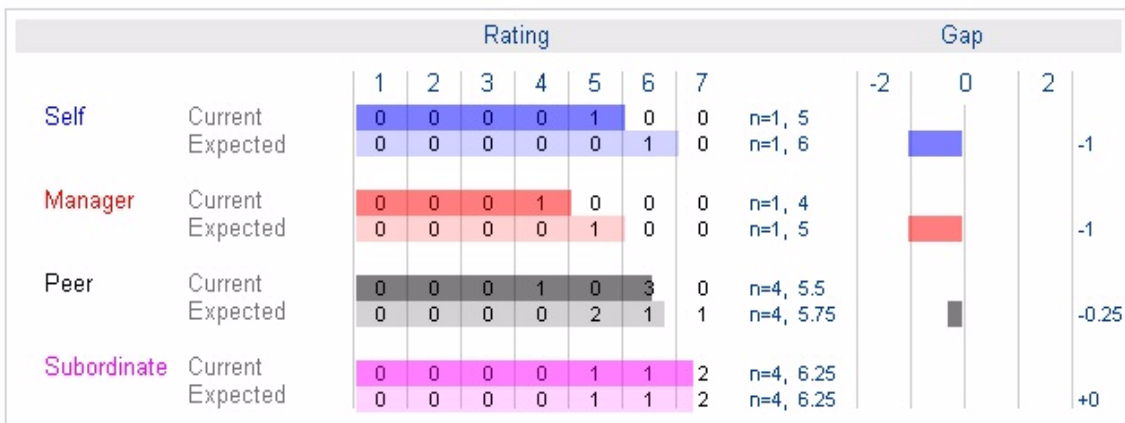 Rating Gap
1 2 3 4 5 6 7 -2 0 2
Self Current 0 0 0 0 1 0 0 n=1, 5
Expected 0 0 0 0 0 1 0 n=1, 6 -1
Manager Current 0 0 0 1 0 0 0 n=1, 4
Expected 0 0 0 0 1 0 0 n=1, 5 -1
Peer Current 0 0 0 1 0 3 0 n=4, 5.5
Expected 0 0 0 0 2 1 1 n=4, 5.75 -0.25
Subordinate Current 0 0 0 0 1 1 2 n=4, 6.25
Expected 0 0 0 0 1 1 2 n=4, 6.25 +0